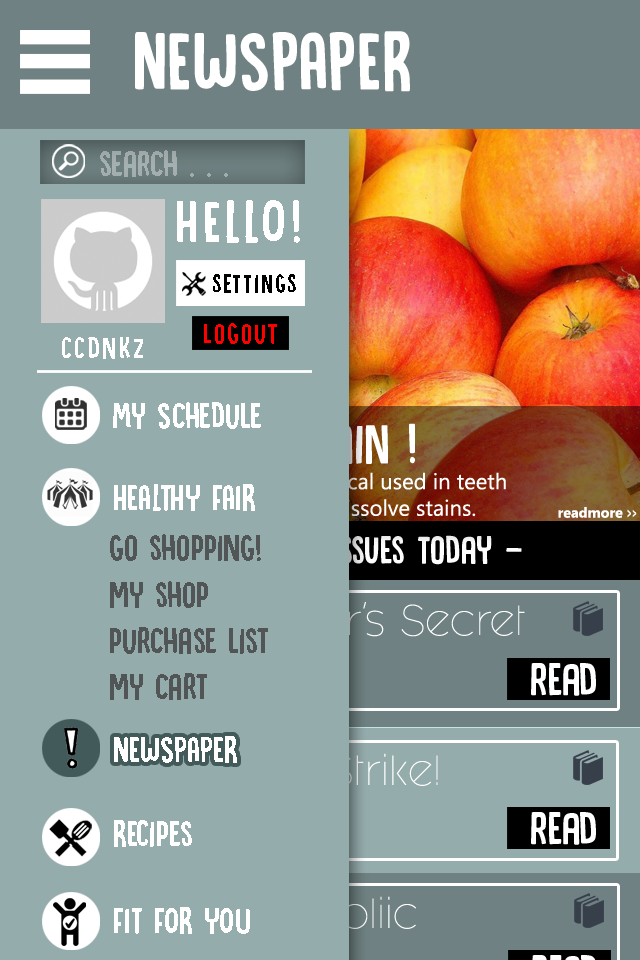 NEWSPAPER
SEARCH . . .
HELLO!
SETTINGS
LOGOUT
CCDNKZ
MY SCHEDULE
HEALTHY FAIR
GO SHOPPING!
MY SHOP
PURCHASE LIST
MY CART
NEWSPAPER
RECIPES
FIT FOR YOU
AIN !
cal used in teeth
ssolve stains.
readmore ››
SSUES TODAY –
r's Secret
READ
Strike!
READ
oliic
READ